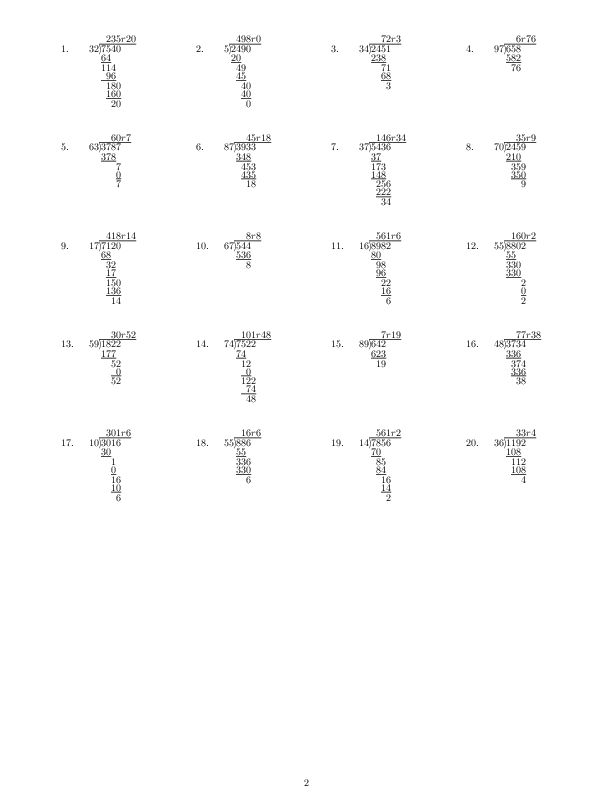 235r20 498r0 72r3 6r76
1. 32)7540 2. 5)2490 3. 34)2451 4. 97)658
64 20 238 582
114 49 71 76
96 45 68
180 40 3
160 40
20 0
60r7 45r18 146r34 35r9
5. 63)3787 6. 87)3933 7. 37)5436 8. 70)2459
378 348 37 210
7 453 173 359
0 435 148 350
7 18 256 9
222
34
418r14 8r8 561r6 160r2
9. 17)7120 10. 67)544 11. 16)8982 12. 55)8802
68 536 80 55
32 8 98 330
17 96 330
150 22 2
136 16 0
14 6 2
30r52 101r48 7r19 77r38
13. 59)1822 14. 74)7522 15. 89)642 16. 48)3734
177 74 623 336
52 12 19 374
0 0 336
52 122 38
74
48
301r6 16r6 561r2 33r4
17. 10)3016 18. 55)886 19. 14)7856 20. 36)1192
30 55 70 108
1 336 85 112
0 330 84 108
16 6 16 4
10 14
6 2
2